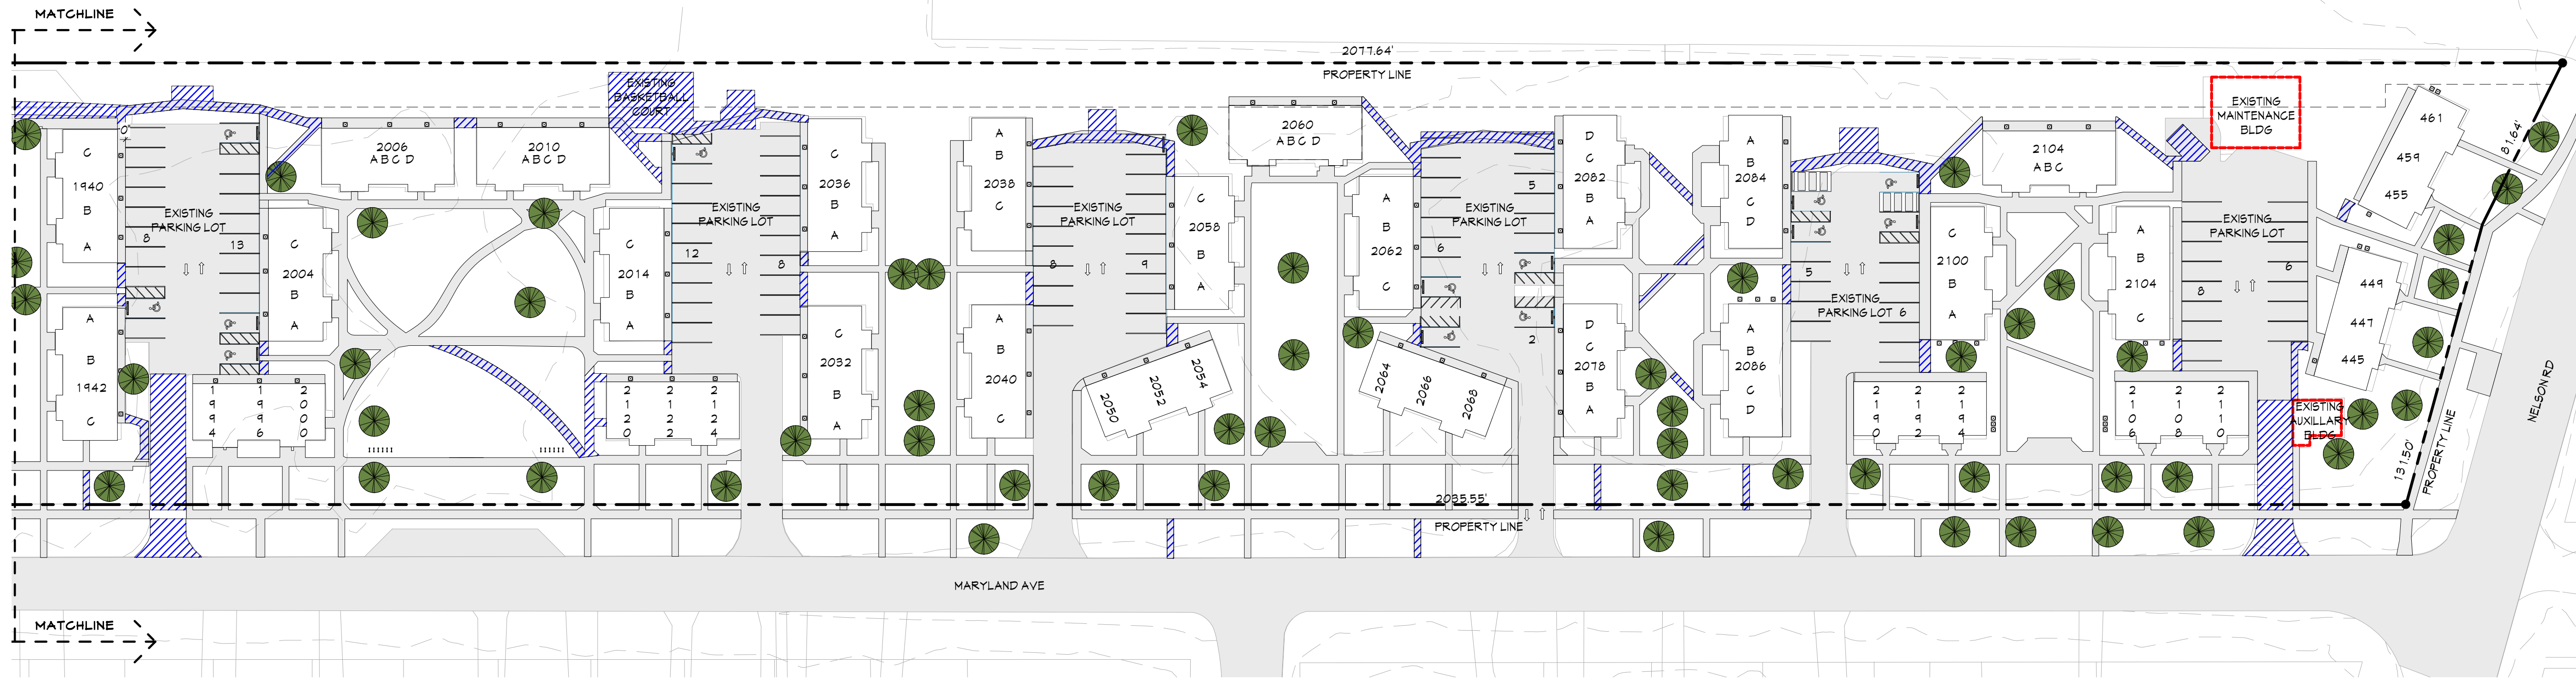 MATCHLINE
2077.64'
PROPERTY LINE
81.64'
EXISTING
BASKETBALL
COURT
EXISTING
MAINTENANCE
BLDG
0'
C
1940
B
A
A
B
1942
C
EXISTING
PARKING LOT
8
13
2006
A B C D
2010
A B C D
C
2004
B
A
1994
1996
2000
C
2014
B
A
2120
2122
2124
EXISTING
PARKING LOT
12
8
C
2036
B
A
C
2032
B
A
A
B
2038
C
A
B
2040
C
EXISTING
PARKING LOT
8
9
C
2058
B
A
2050
2052
2054
2060
A B C D
A
B
2062
C
2064
2066
2068
EXISTING
PARKING LOT
5
6
2
D
C
2082
B
A
D
C
2078
B
A
A
B
2084
C
D
A
B
2086
C
D
5
EXISTING
PARKING LOT 6
2104
A B C
C
2100
B
A
2190
2192
2194
A
B
2104
C
2106
2108
2110
EXISTING
PARKING LOT
6
8
461
459
455
449
447
445
EXISTING
AUXILLARY
BLDG
131.50'
PROPERTY LINE
NELSON RD
2035.55'
PROPERTY LINE
MARYLAND AVE
MATCHLINE